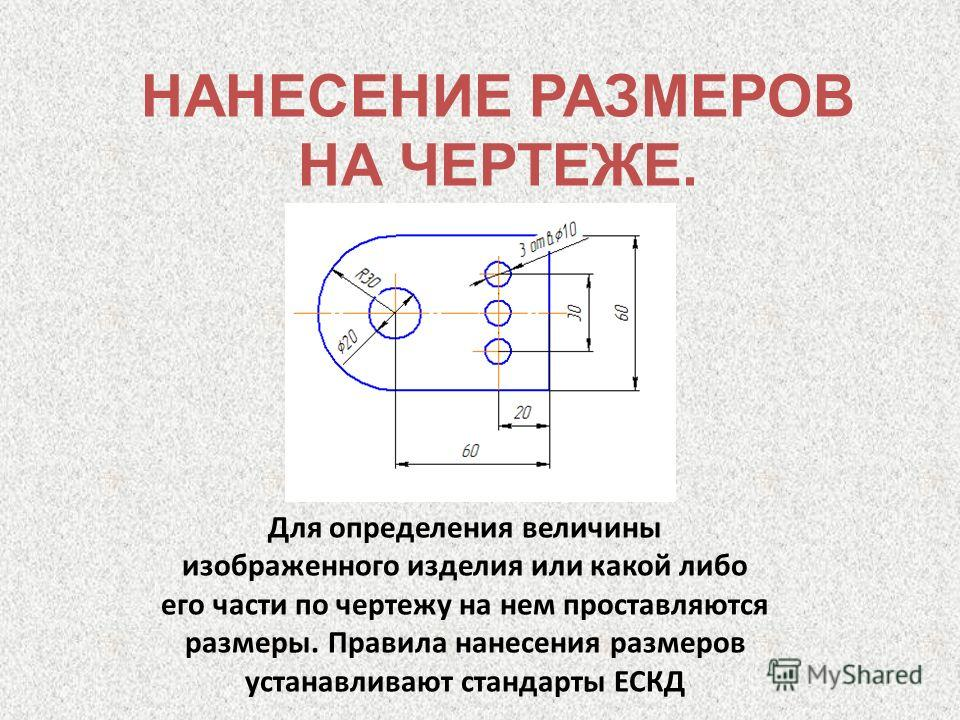 НАНЕСЕНИЕ РАЗМЕРОВ
НА ЧЕРТЕЖЕ.
3 отв.⌀10
R30
⌀20
30
60
20
60
Для определения величины
изображенного изделия или какой либо
его части по чертежу на нем проставляются
размеры. Правила нанесения размеров
устанавливают стандарты ЕСКД
MyShared